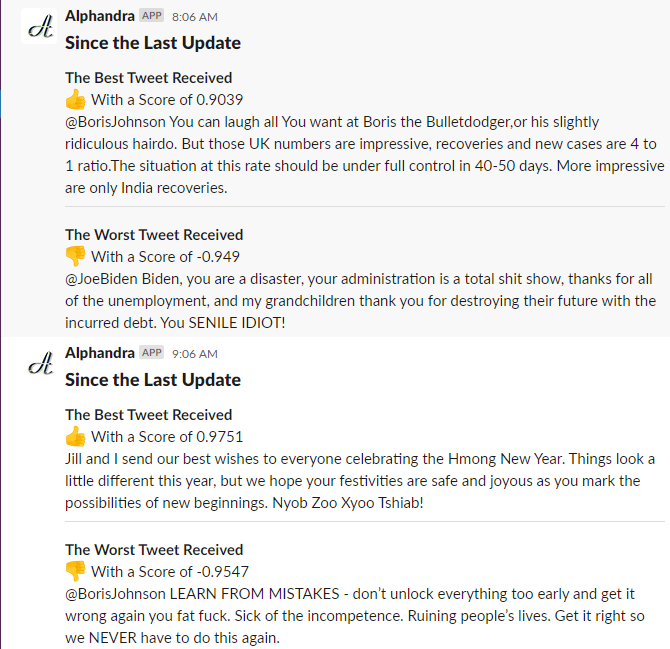 Alphandra APP 8:06 AM
Since the Last Update
The Best Tweet Received
👍 With a Score of 0.9039
@BorisJohnson You can laugh all You want at Boris the Bulletdodger,or his slightly
ridiculous hairdo. But those UK numbers are impressive, recoveries and new cases are 4 to
1 ratio.The situation at this rate should be under full control in 40-50 days. More impressive
are only India recoveries.
The Worst Tweet Received
👎 With a Score of -0.949
@JoeBiden Biden, you are a disaster, your administration is a total shit show, thanks for all
of the unemployment, and my grandchildren thank you for destroying their future with the
incurred debt. You SENILE IDIOT!
Alphandra APP 9:06 AM
Since the Last Update
The Best Tweet Received
👍 With a Score of 0.9751
Jill and I send our best wishes to everyone celebrating the Hmong New Year. Things look a
little different this year, but we hope your festivities are safe and joyous as you mark the
possibilities of new beginnings. Nyob Zoo Xyoo Tshiab!
The Worst Tweet Received
👎 With a Score of -0.9547
@BorisJohnson LEARN FROM MISTAKES - don’t unlock everything too early and get it
wrong again you fat fuck. Sick of the incompetence. Ruining people’s lives. Get it right so
we NEVER have to do this again.